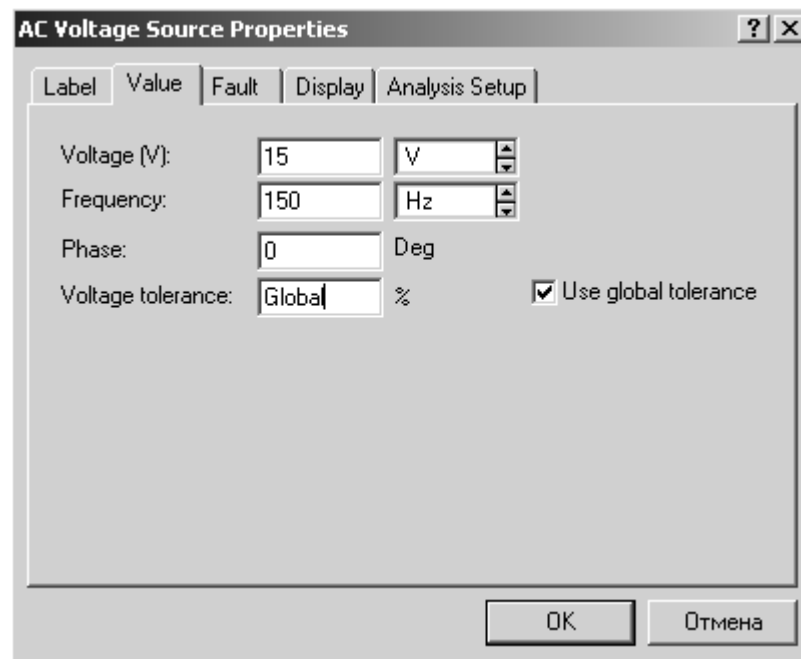 AC Voltage Source Properties ? ×
Label Value Fault Display Analysis Setup
Voltage (V): 15 V
Frequency: 150 Hz
Phase: 0 Deg
Voltage tolerance: Global % Use global tolerance
OK Отмена